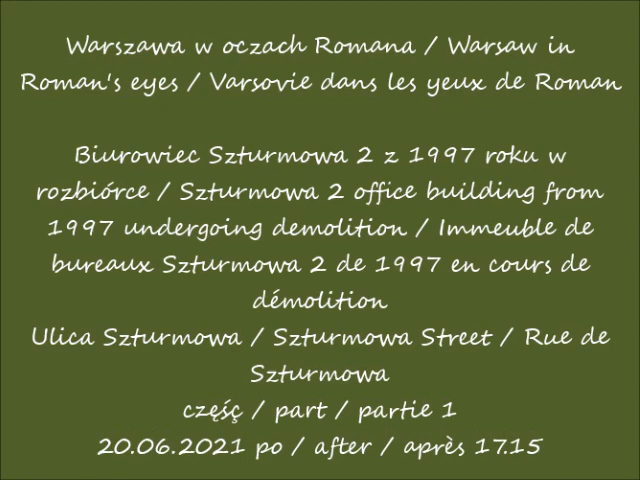 Warszawa w oczach Romana / Warsaw in
Roman's eyes / Varsovie dans les yeux de Roman
Biurowiec Szturmowa 2 z 1997 roku w
rozbiórce / Szturmowa 2 office building from
1997 undergoing demolition / Immeuble de
bureaux Szturmowa 2 de 1997 en cours de
démolition
Ulica Szturmowa / Szturmowa Street / Rue de
Szturmowa
częśç / part / partie 1
20.06.2021 po / after / après 17.15